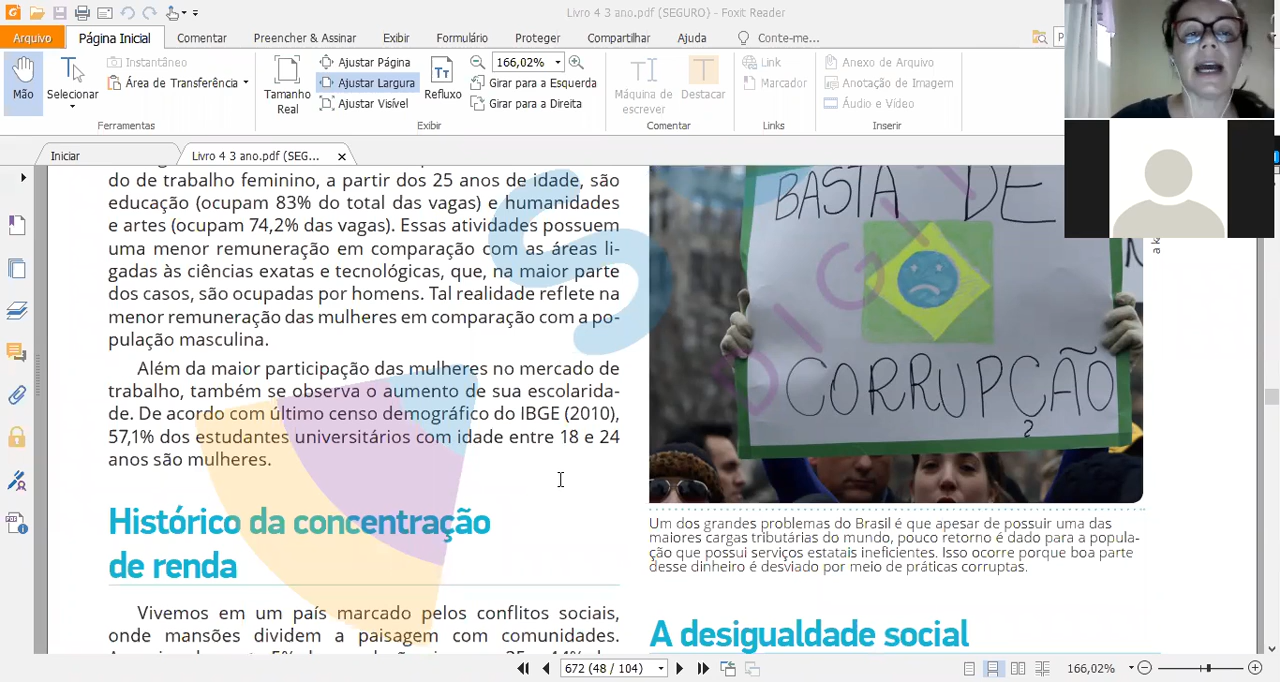 Livro 4 3 ano.pdf (SEGURO) - Foxit Reader
Arquivo
Página Inicial
Comentar
Preencher & Assinar
Exibir
Formulário
Proteger
Compartilhar
Ajuda
Conte-me...
Mão
Selecionar
Instantâneo
Área de Transferência
Ferramentas
Tamanho
Real
Ajustar Página
Ajustar Largura
Ajustar Visível
Refluxo
166,02%
Girar para a Esquerda
Girar para a Direita
Exibir
Máquina de
escrever
Destacar
Comentar
Link
Marcador
Links
Anexo de Arquivo
Anotação de Imagem
Áudio e Vídeo
Inserir
Iniciar
Livro 4 3 ano.pdf (SEG...
do de trabalho feminino, a partir dos 25 anos de idade, são
educação (ocupam 83% do total das vagas) e humanidades
e artes (ocupam 74,2% das vagas). Essas atividades possuem
uma menor remuneração em comparação com as áreas li-
gadas às ciências exatas e tecnológicas, que, na maior parte
dos casos, são ocupadas por homens. Tal realidade reflete na
menor remuneração das mulheres em comparação com a po-
pulação masculina.
Além da maior participação das mulheres no mercado de
trabalho, também se observa o aumento de sua escolarida-
de. De acordo com último censo demográfico do IBGE (2010),
57,1% dos estudantes universitários com idade entre 18 e 24
anos são mulheres.
Histórico da concentração
de renda
Vivemos em um país marcado pelos conflitos sociais,
onde mansões dividem a paisagem com comunidades.
BASTA DE
CORRUPÇÃO
Um dos grandes problemas do Brasil é que apesar de possuir uma das
maiores cargas tributárias do mundo, pouco retorno é dado para a popula-
ção que possui serviços estatais ineficientes. Isso ocorre porque boa parte
desse dinheiro é desviado por meio de práticas corruptas.
A desigualdade social
672 (48 / 104)
166,02%